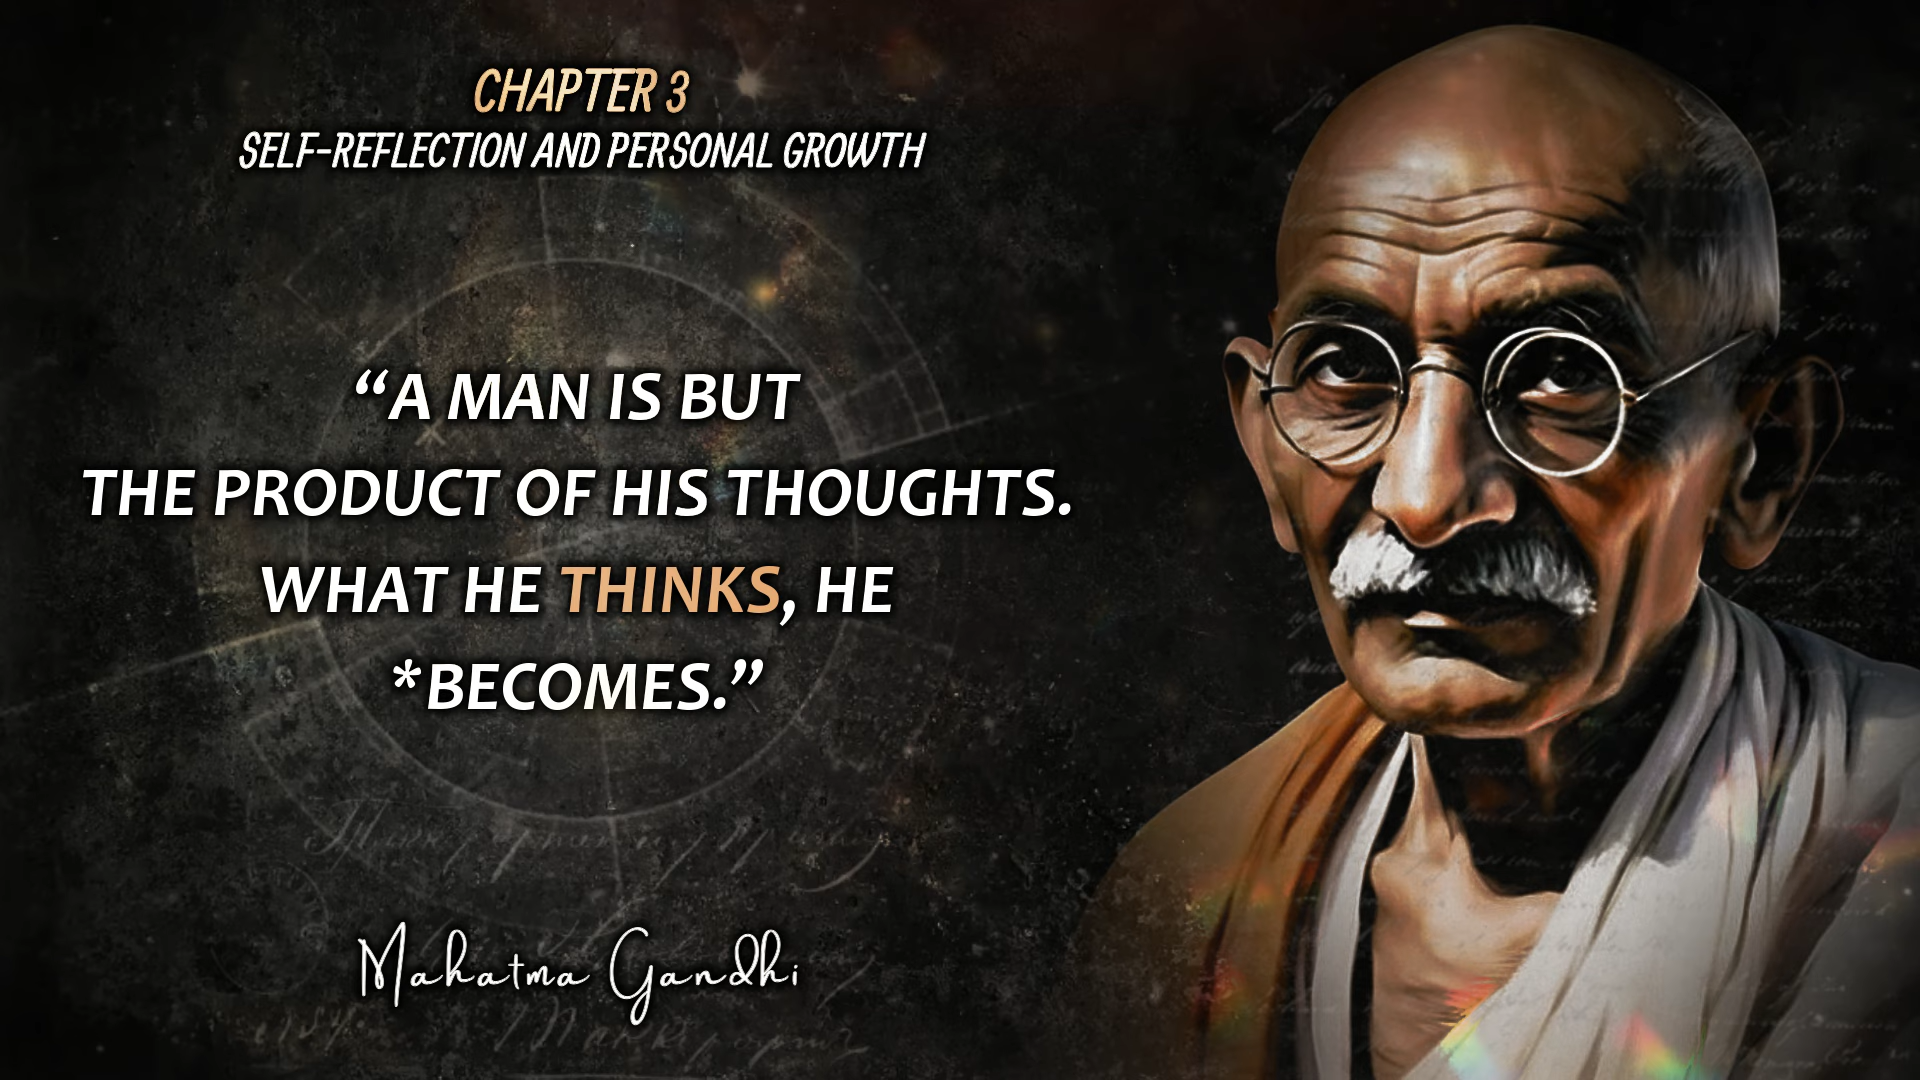 CHAPTER 3
SELF-REFLECTION AND PERSONAL GROWTH
“A MAN IS BUT
THE PRODUCT OF HIS THOUGHTS.
WHAT HE THINKS, HE
*BECOMES.”
Mahatma Gandhi